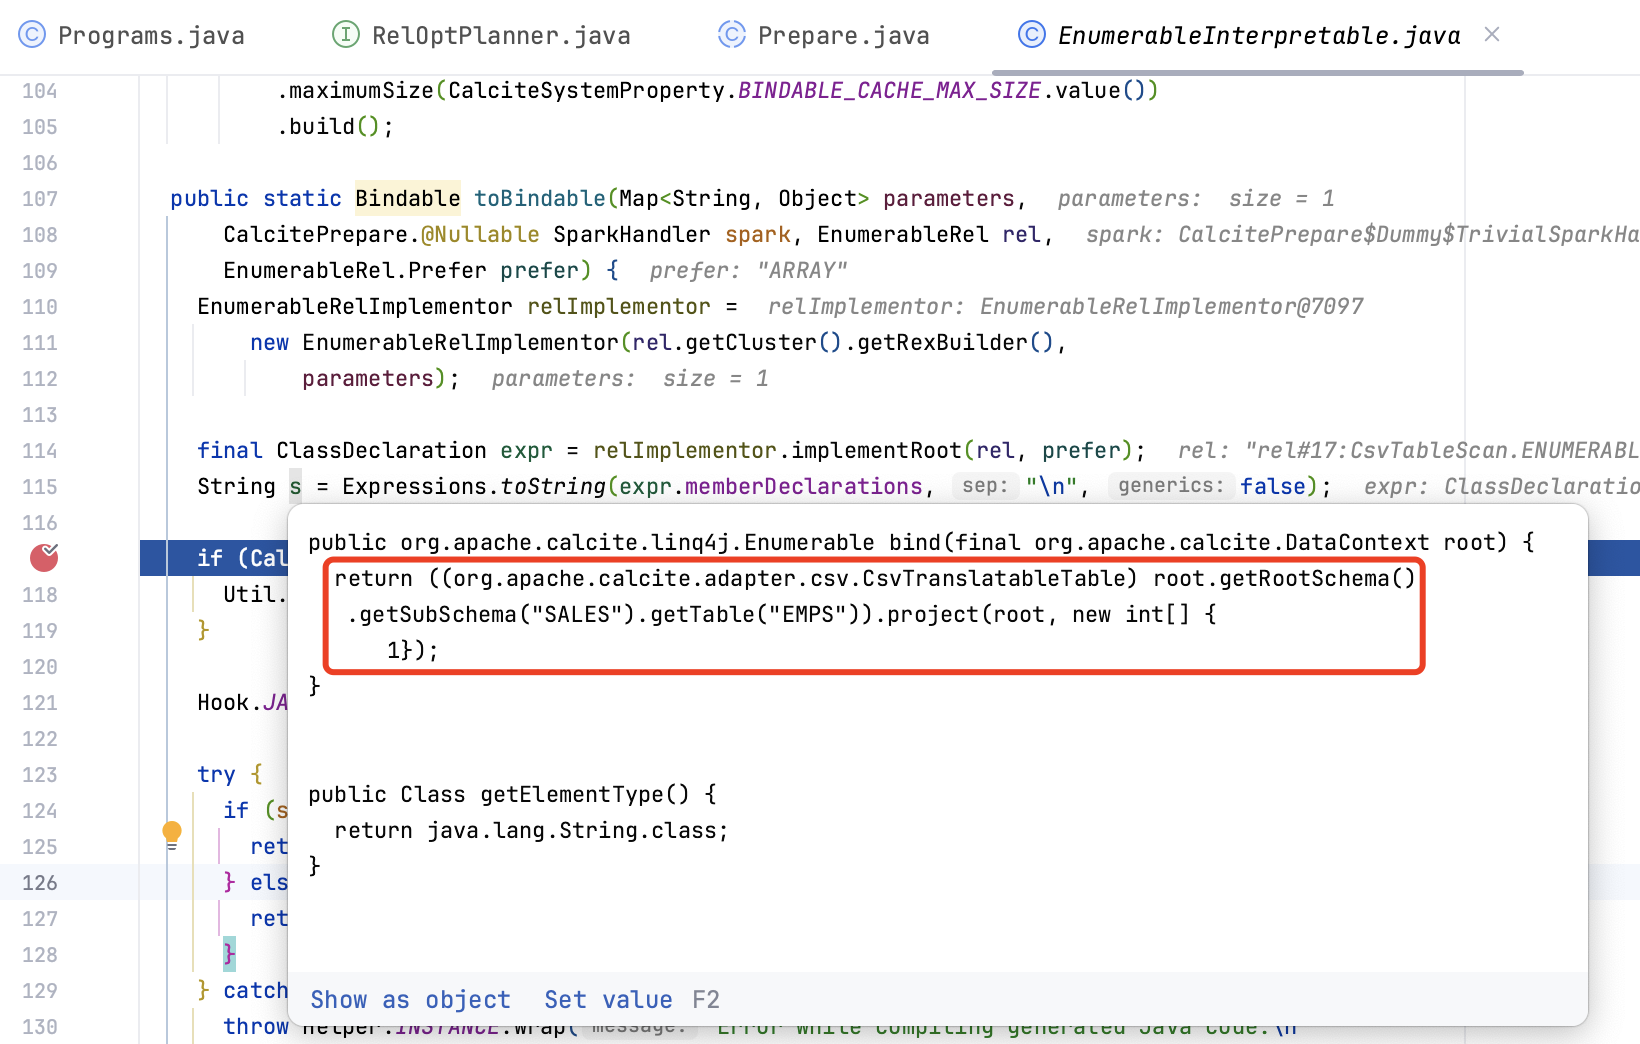 Programs.java RelOptPlanner.java Prepare.java EnumerableInterpretable.java
104 .maximumSize(CalciteSystemProperty.BINDABLE_CACHE_MAX_SIZE.value())
105 .build();
106
107 public static Bindable toBindable(Map<String, Object> parameters, parameters: size = 1
108 CalcitePrepare.@Nullable SparkHandler spark, EnumerableRel rel, spark: CalcitePrepare$Dummy$TrivialSparkHa
109 EnumerableRel.Prefer prefer) { prefer: "ARRAY"
110 EnumerableRelImplementor relImplementor = relImplementor: EnumerableRelImplementor@7097
111 new EnumerableRelImplementor(rel.getCluster().getRexBuilder(),
112 parameters); parameters: size = 1
113
114 final ClassDeclaration expr = relImplementor.implementRoot(rel, prefer); rel: "rel#17:CsvTableScan.ENUMERABL
115 String s = Expressions.toString(expr.memberDeclarations, sep: "\n", generics: false); expr: ClassDeclaratio
116
if (Cal
118 Util.
119 }
120
121 Hook.JA
122
123 try {
124 if (s
125 ret
126 } els
127 ret
128 }
129 } catch
130 throw Helper.INSTANCE.wrap( message: "Error while compiling generated Java code:\n"
public org.apache.calcite.linq4j.Enumerable bind(final org.apache.calcite.DataContext root) {
return ((org.apache.calcite.adapter.csv.CsvTranslatableTable) root.getRootSchema()
.getSubSchema("SALES").getTable("EMPS")).project(root, new int[] {
1});
}
public Class getElementType() {
return java.lang.String.class;
}
Show as object Set value F2